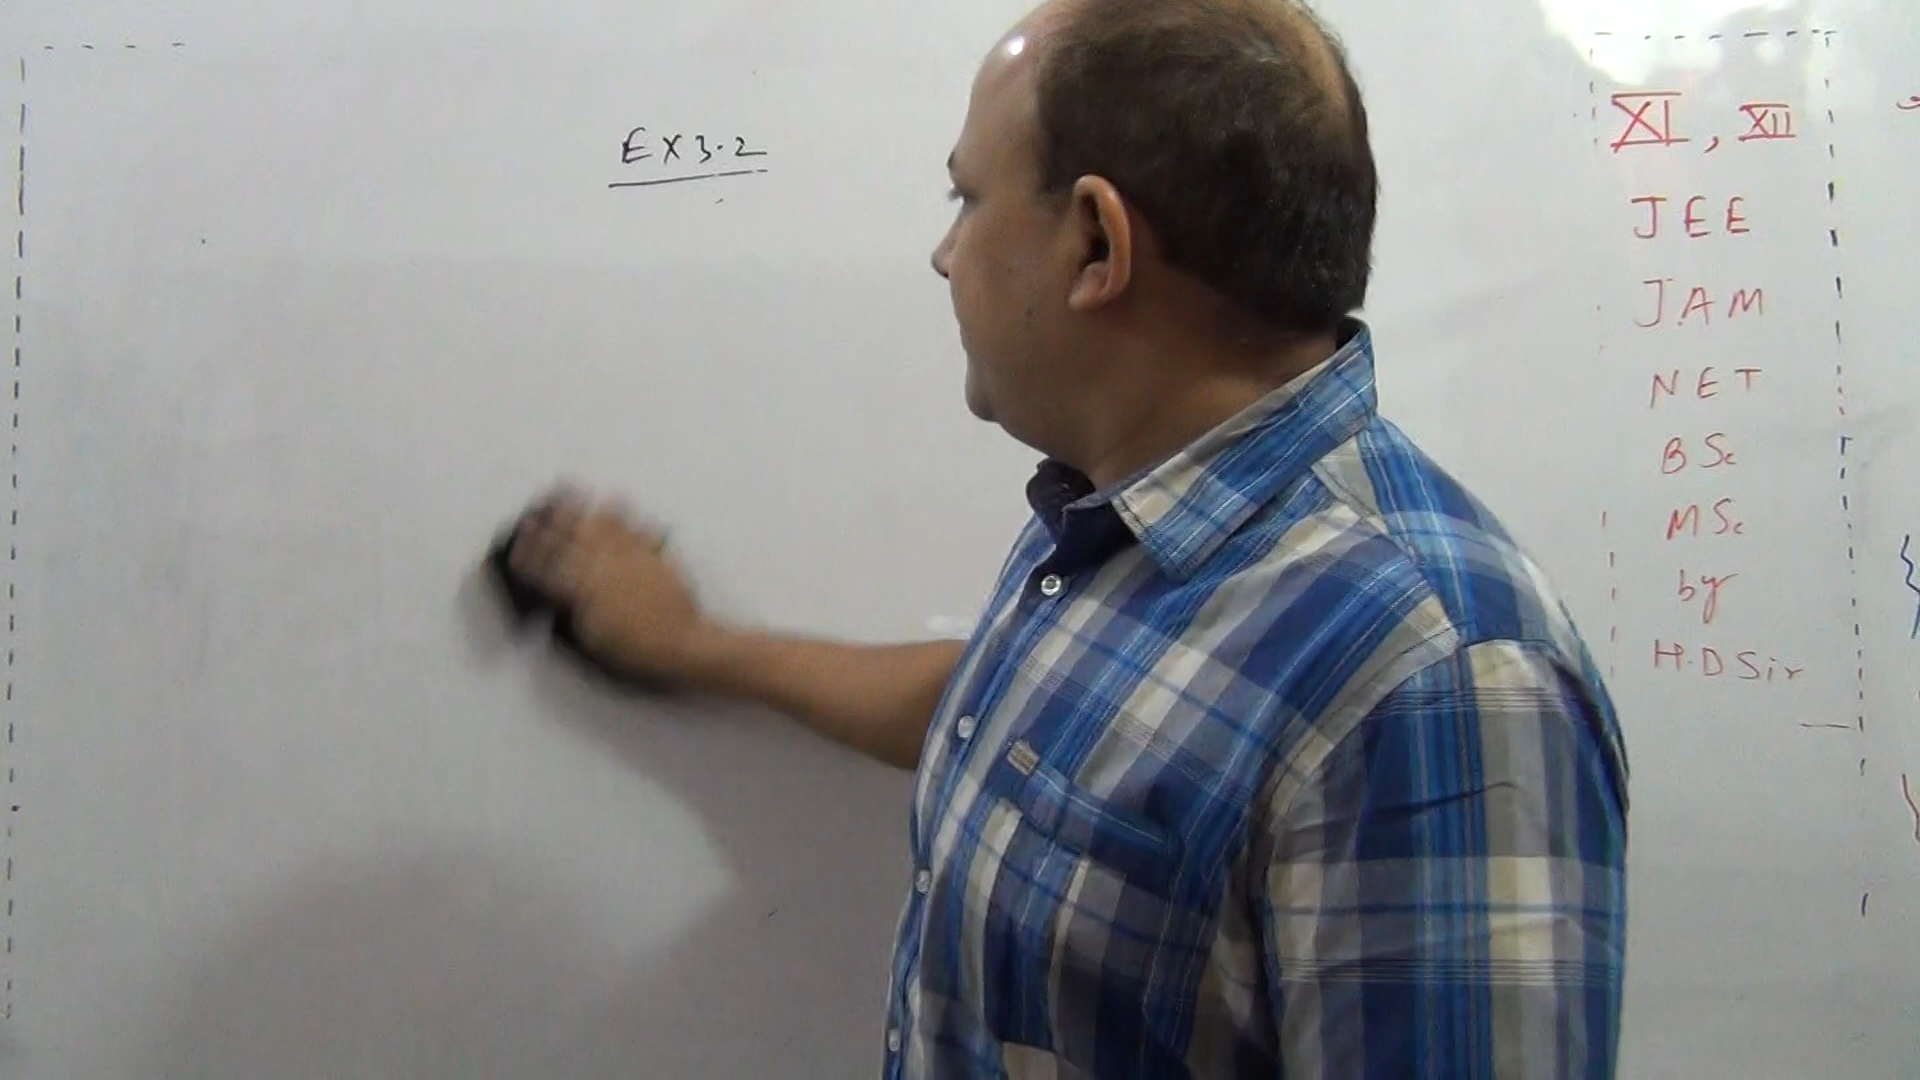 EX 3.2
XI, XII
JEE
JAM
NET
BSc
MSc
by
H.D Sir